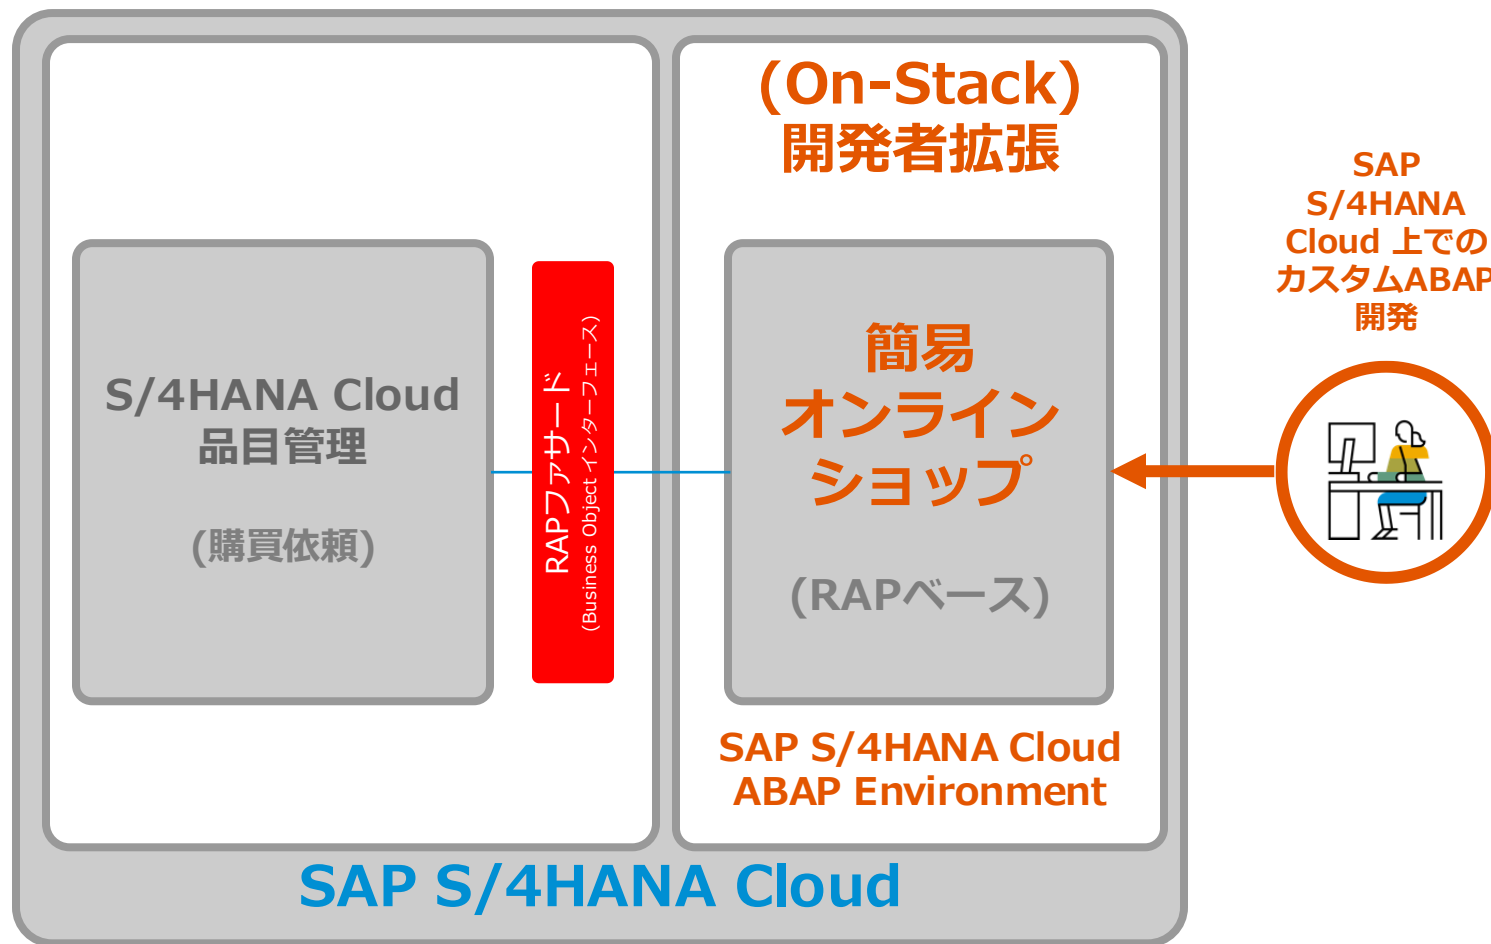 (On-Stack)
開発者拡張
SAP
S/4HANA
Cloud 上での
カスタムABAP
開発
S/4HANA Cloud
品目管理
(購買依頼)
RAPファサード
(Business Object インターフェース)
簡易
オンライン
ショップ
(RAPベース)
SAP S/4HANA Cloud
ABAP Environment
SAP S/4HANA Cloud